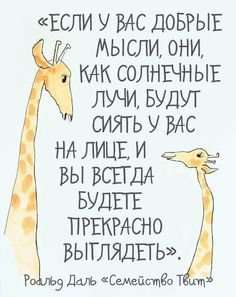 «ЕСЛИ У ВАС ДОБРЫЕ
МЫСЛИ, ОНИ,
КАК СОЛНЕЧНЫЕ
ЛУЧИ, БУДУТ
СИЯТЬ У ВАС
НА ЛИЦЕ, И
ВЫ ВСЕГДА
БУДЕТЕ
ПРЕКРАСНО
ВЫГЛЯДЕТЬ».
Роальд Даль «Семейство Твит»